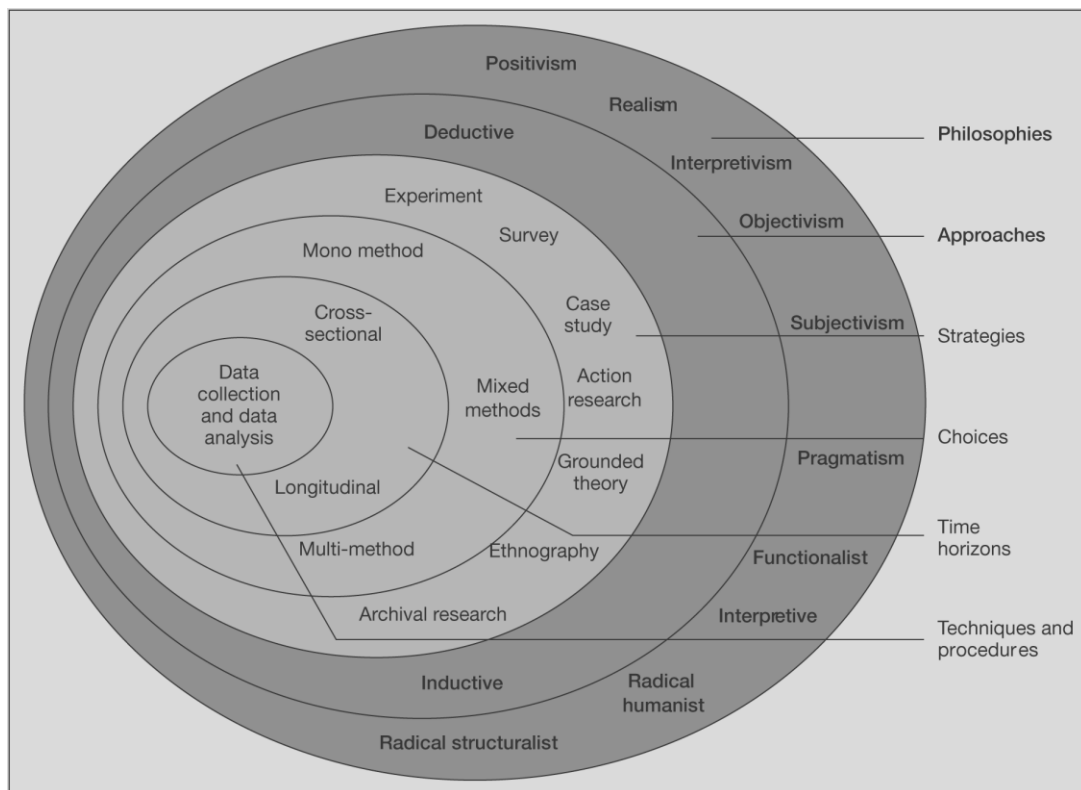 Positivism
Realism
Philosophies
Deductive
Interpretivism
Experiment
Objectivism
Approaches
Survey
Mono method
Case
study
Cross-
sectional
Subjectivism
Strategies
Data
collection
and data
analysis
Mixed
methods
Action
research
Choices
Grounded
theory
Pragmatism
Longitudinal
Time
horizons
Multi-method
Ethnography
Functionalist
Archival research
Interpretive
Techniques and
procedures
Inductive
Radical
humanist
Radical structuralist